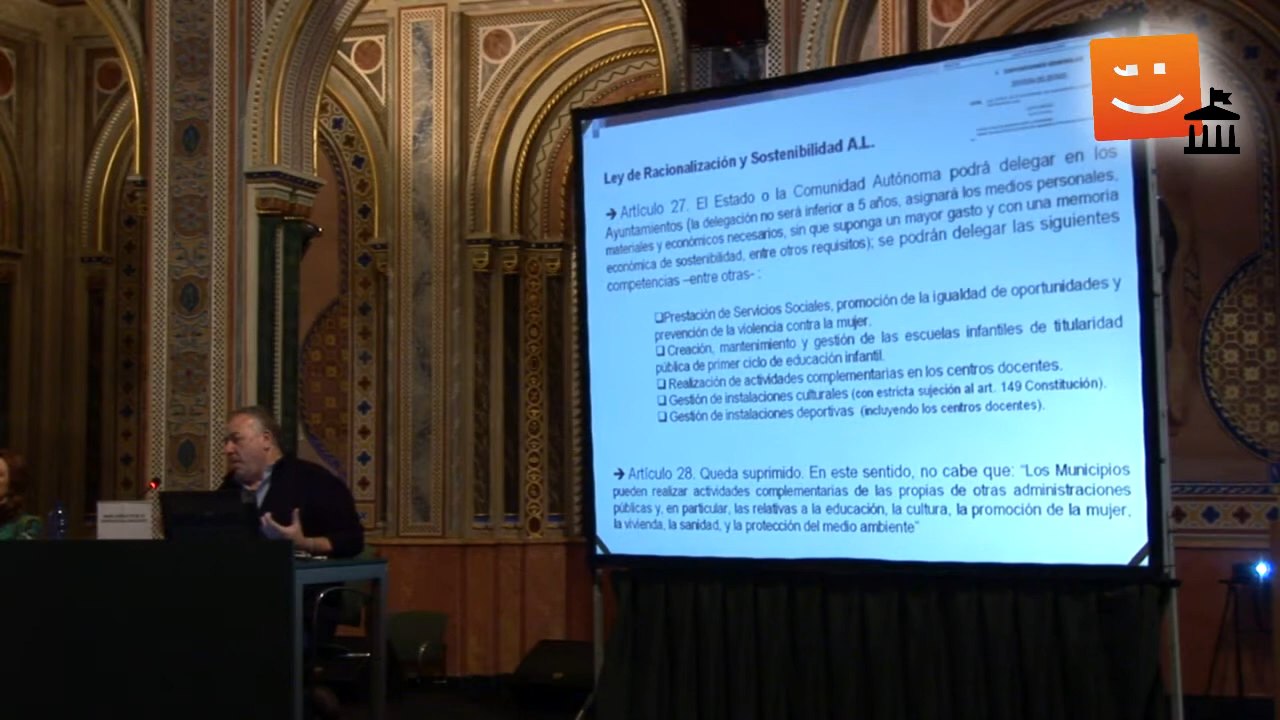 Ley de Racionalización y Sostenibilidad A.L.
➔ Artículo 27. El Estado o la Comunidad Autónoma podrá delegar en los
Ayuntamientos (la delegación no será inferior a 5 años, asignará los medios personales,
materiales y económicos necesarios, sin que suponga un mayor gasto y con una memoria
económica de sostenibilidad, entre otros requisitos); se podrán delegar las siguientes
competencias –entre otras- :
❑Prestación de Servicios Sociales, promoción de la igualdad de oportunidades y
prevención de la violencia contra la mujer.
❑ Creación, mantenimiento y gestión de las escuelas infantiles de titularidad
pública de primer ciclo de educación infantil.
❑ Realización de actividades complementarias en los centros docentes.
❑ Gestión de instalaciones culturales (con estricta sujeción al art. 149 Constitución).
❑ Gestión de instalaciones deportivas (incluyendo los centros docentes).
➔ Artículo 28. Queda suprimido. En este sentido, no cabe que: “Los Municipios
pueden realizar actividades complementarias de las propias de otras administraciones
públicas y, en particular, las relativas a la educación, la cultura, la promoción de la mujer,
la vivienda, la sanidad, y la protección del medio ambiente”